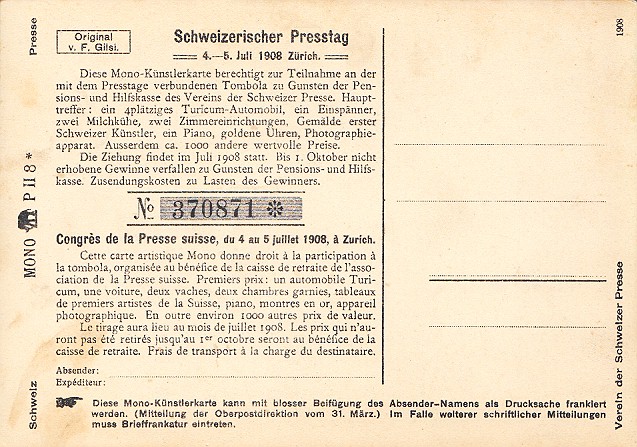 Presse
Original
v. F. Gilsi.
Schweizerischer Presstag
4.—5. Juli 1908 Zürich.
Diese Mono-Künstlerkarte berechtigt zur Teilnahme an der
mit dem Presstage verbundenen Tombola zu Gunsten der Pen-
sions- und Hilfskasse des Vereins der Schweizer Presse. Haupt-
treffer: ein 4plätziges Turicum-Automobil, ein Einspänner,
zwei Milchkühe, zwei Zimmereinrichtungen, Gemälde erster
Schweizer Künstler, ein Piano, goldene Uhren, Photographie-
apparat. Ausserdem ca. 1000 andere wertvolle Preise.
Die Ziehung findet im Juli 1908 statt. Bis 1. Oktober nicht
erhobene Gewinne verfallen zu Gunsten der Pensions- und Hilfs-
kasse. Zusendungskosten zu Lasten des Gewinners.
No 370871 *
Congrès de la Presse suisse, du 4 au 5 juillet 1908, à Zurich.
Cette carte artistique Mono donne droit à la participation à
la tombola, organisée au bénéfice de la caisse de retraite de l'asso-
ciation de la Presse suisse. Premiers prix: un automobile Turi-
cum, une voiture, deux vaches, deux chambres garnies, tableaux
de premiers artistes de la Suisse, piano, montres en or, appareil
photographique. En outre environ 1000 autres prix de valeur.
Le tirage aura lieu au mois de juillet 1908. Les prix qui n'au-
ront pas été retirés jusqu'au 1er octobre seront au bénéfice de la
caisse de retraite. Frais de transport à la charge du destinataire.
Absender:
Expéditeur:
Diese Mono-Künstlerkarte kann mit blosser Beifügung des Absender-Namens als Drucksache frankiert
werden. (Mitteilung der Oberpostdirektion vom 31. März.) Im Falle weiterer schriftlicher Mitteilungen
muss Brieffrankatur eintreten.
MONO P II 8 *
Schweiz
1908
Verein der Schweizer Presse